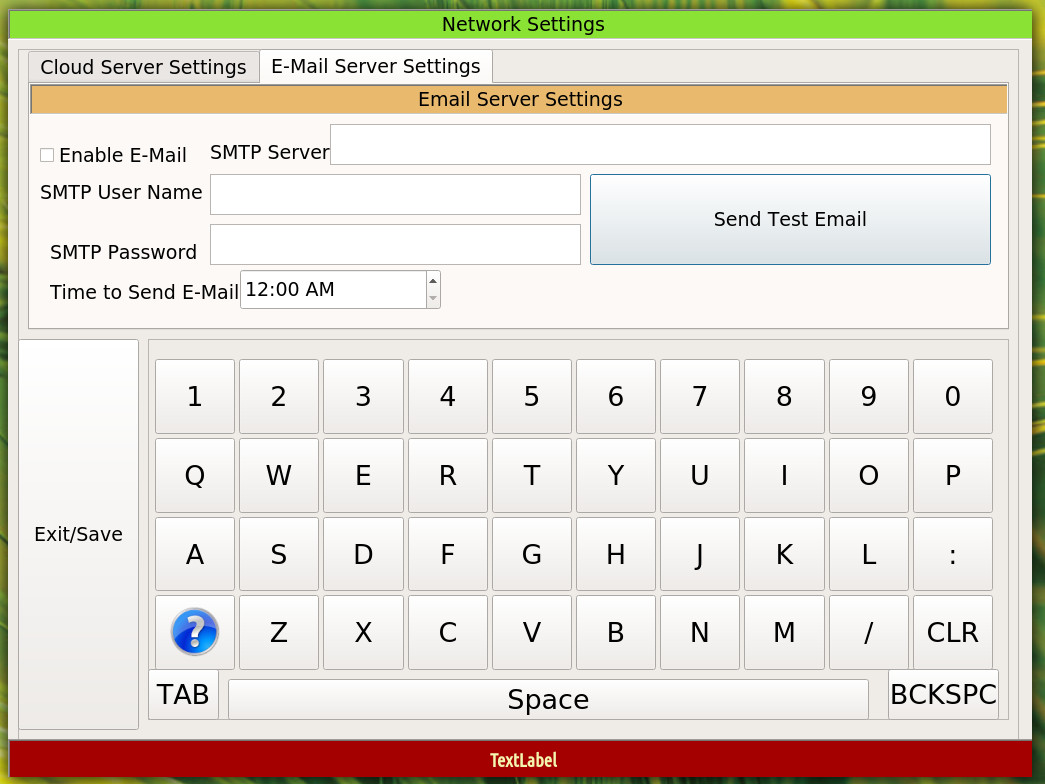 Network Settings
Cloud Server Settings E-Mail Server Settings
Email Server Settings
Enable E-Mail SMTP Server
SMTP User Name
Send Test Email
SMTP Password
Time to Send E-Mail 12:00 AM
1 2 3 4 5 6 7 8 9 0
Q W E R T Y U I O P
Exit/Save
A S D F G H J K L :
? Z X C V B N M / CLR
TAB Space BCKSPC
TextLabel